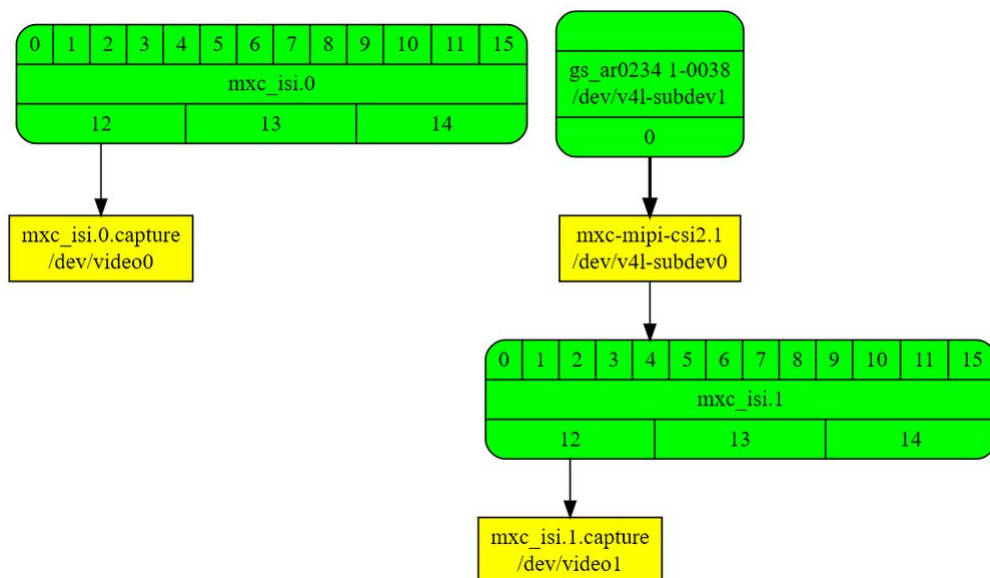 0 1 2 3 4 5 6 7 8 9 10 11 15
mxc_isi.0
12 13 14
mxc_isi.0.capture
/dev/video0
gs_ar0234 1-0038
/dev/v4l-subdev1
0
mxc-mipi-csi2.1
/dev/v4l-subdev0
0 1 2 3 4 5 6 7 8 9 10 11 15
mxc_isi.1
12 13 14
mxc_isi.1.capture
/dev/video1